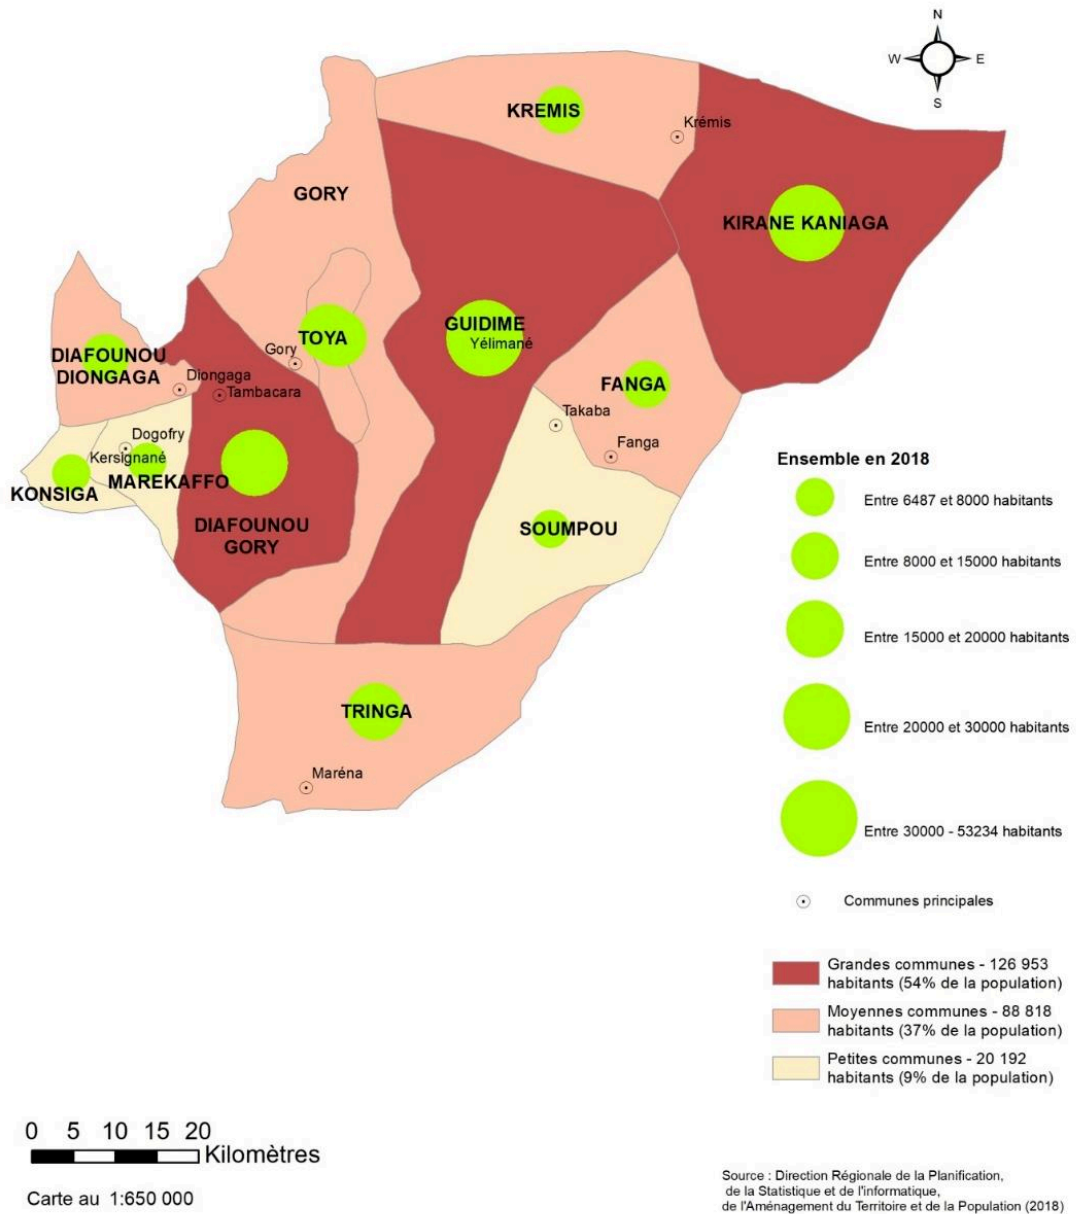 N
W
E
S
KREMIS
Krémis
GORY
KIRANE KANIAGA
GUIDIME
Yélimané
TOYA
Gory
DIAFOUNOU
DIONGAGA
Diongaga
Tambacara
FANGA
Takaba
Fanga
Dogofry
Kersignané
MAREKAFFO
KONSIGA
DIAFOUNOU
GORY
SOUMPOU
TRINGA
Maréna
Ensemble en 2018
Entre 6487 et 8000 habitants
Entre 8000 et 15000 habitants
Entre 15000 et 20000 habitants
Entre 20000 et 30000 habitants
Entre 30000 - 53234 habitants
Communes principales
Grandes communes - 126 953
habitants (54% de la population)
Moyennes communes - 88 818
habitants (37% de la population)
Petites communes - 20 192
habitants (9% de la population)
0 5 10 15 20
Kilomètres
Carte au 1:650 000
Source : Direction Régionale de la Planification,
de la Statistique et de l'informatique,
de l'Aménagement du Territoire et de la Population (2018)